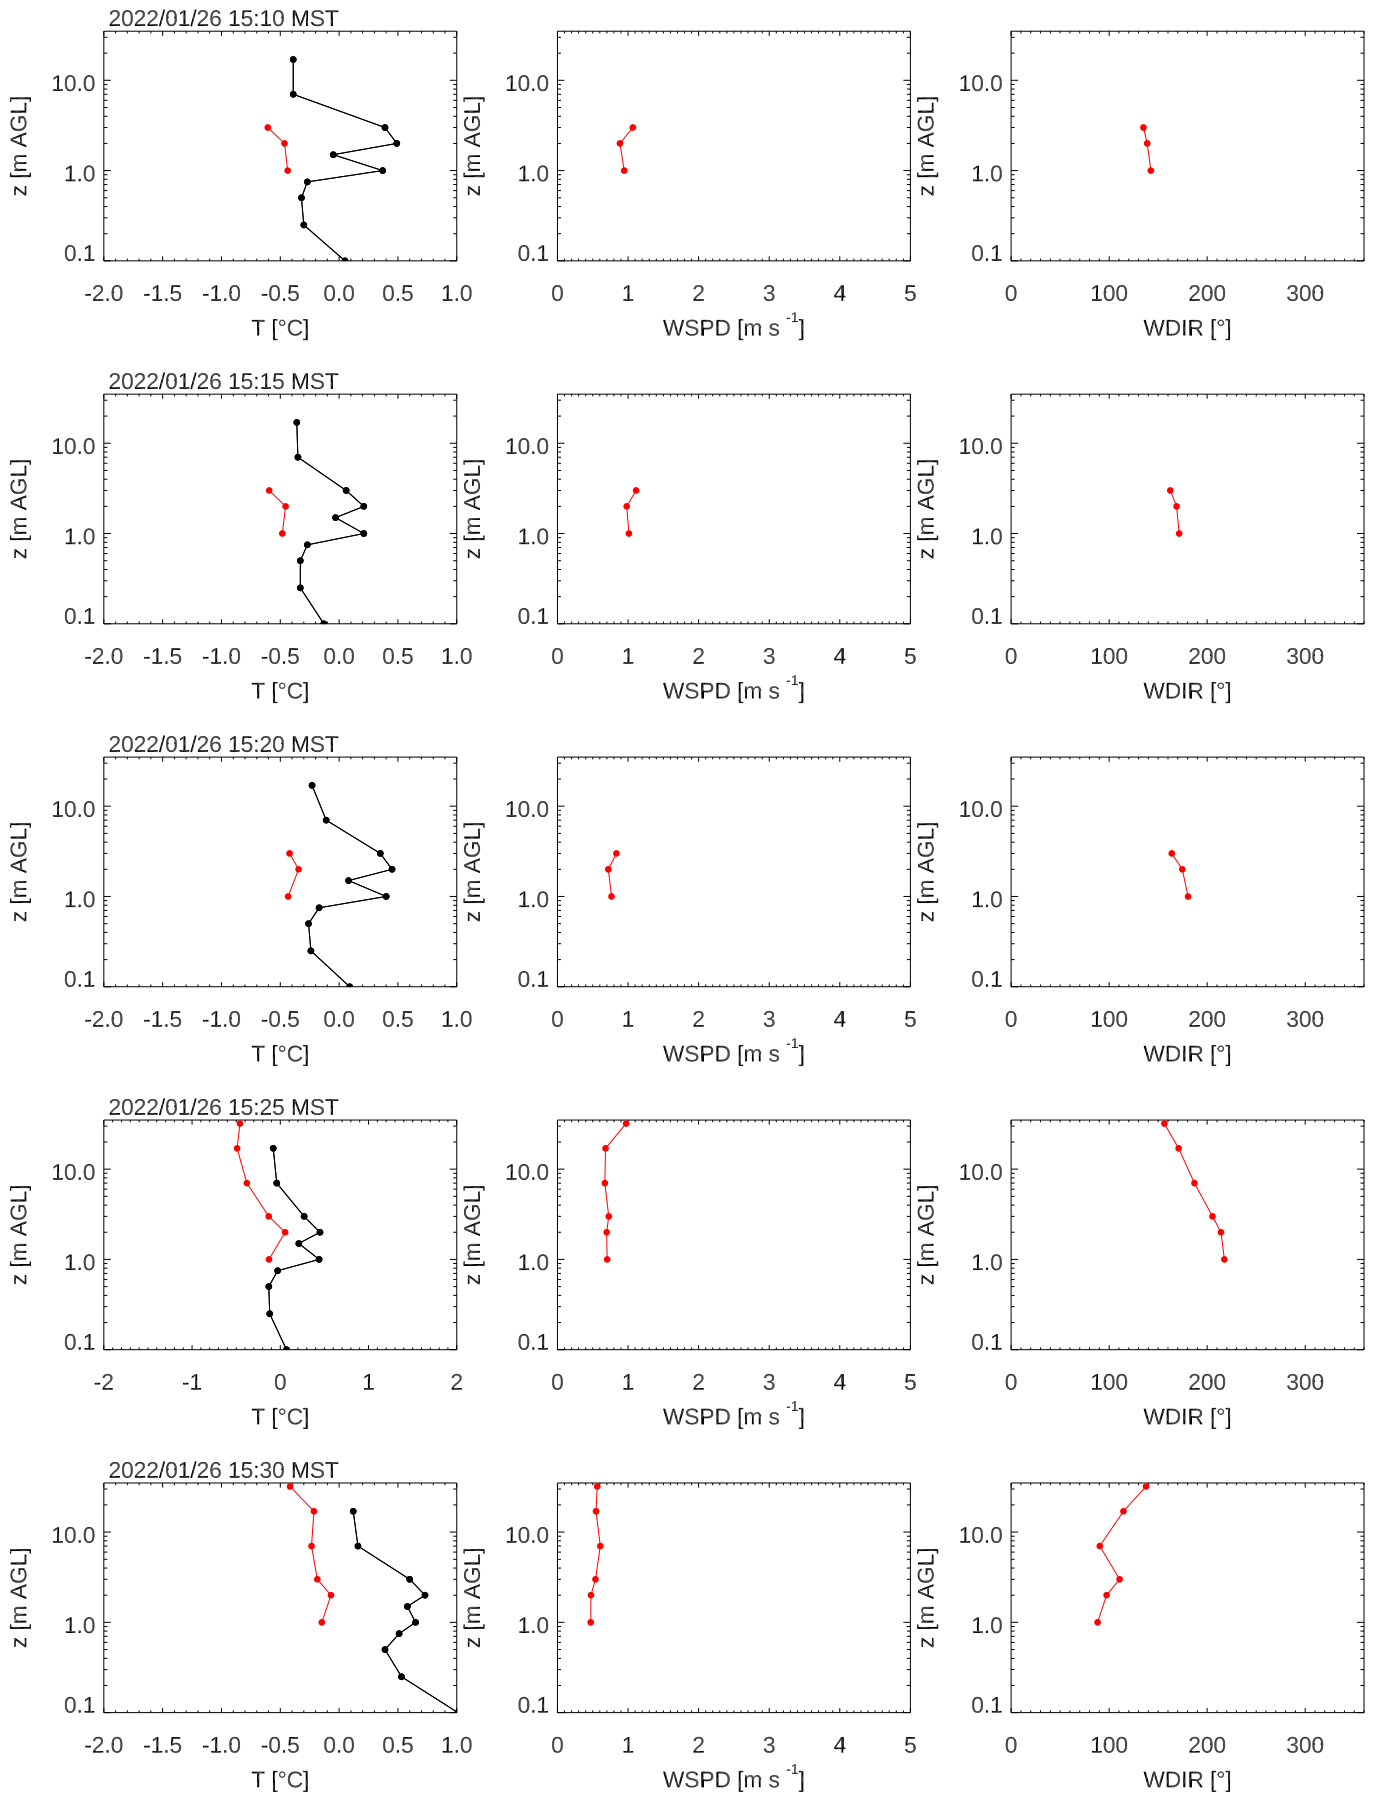 2022/01/26 15:10 MST
z [m AGL]
10.0
1.0
0.1
-2.0 -1.5 -1.0 -0.5 0.0 0.5 1.0
T [°C]
z [m AGL]
10.0
1.0
0.1
0 1 2 3 4 5
WSPD [m s -1]
z [m AGL]
10.0
1.0
0.1
0 100 200 300
WDIR [°]
2022/01/26 15:15 MST
z [m AGL]
10.0
1.0
0.1
-2.0 -1.5 -1.0 -0.5 0.0 0.5 1.0
T [°C]
z [m AGL]
10.0
1.0
0.1
0 1 2 3 4 5
WSPD [m s -1]
z [m AGL]
10.0
1.0
0.1
0 100 200 300
WDIR [°]
2022/01/26 15:20 MST
z [m AGL]
10.0
1.0
0.1
-2.0 -1.5 -1.0 -0.5 0.0 0.5 1.0
T [°C]
z [m AGL]
10.0
1.0
0.1
0 1 2 3 4 5
WSPD [m s -1]
z [m AGL]
10.0
1.0
0.1
0 100 200 300
WDIR [°]
2022/01/26 15:25 MST
z [m AGL]
10.0
1.0
0.1
-2 -1 0 1 2
T [°C]
z [m AGL]
10.0
1.0
0.1
0 1 2 3 4 5
WSPD [m s -1]
z [m AGL]
10.0
1.0
0.1
0 100 200 300
WDIR [°]
2022/01/26 15:30 MST
z [m AGL]
10.0
1.0
0.1
-2.0 -1.5 -1.0 -0.5 0.0 0.5 1.0
T [°C]
z [m AGL]
10.0
1.0
0.1
0 1 2 3 4 5
WSPD [m s -1]
z [m AGL]
10.0
1.0
0.1
0 100 200 300
WDIR [°]